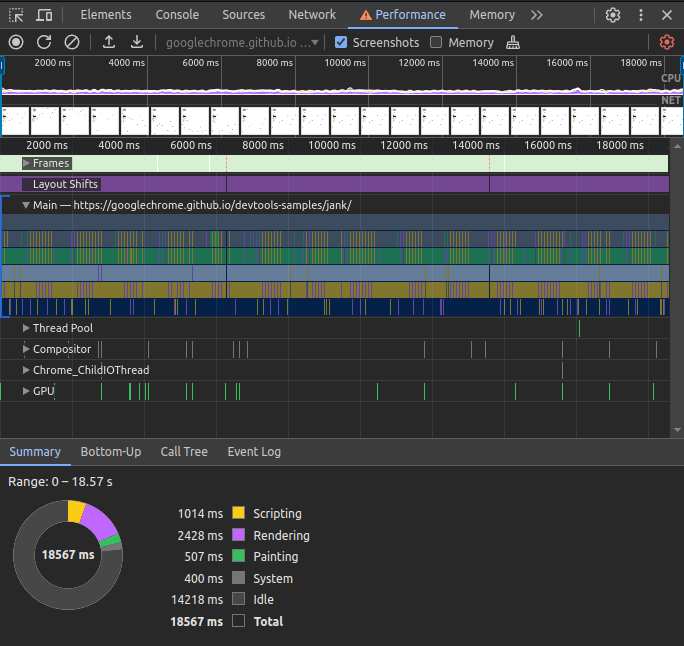 Elements Console Sources Network Performance Memory
googlechrome.github.io ... Screenshots Memory
2000 ms 4000 ms 6000 ms 8000 ms 10000 ms 12000 ms 14000 ms 16000 ms 18000 ms
CPU
NET
2000 ms 4000 ms 6000 ms 8000 ms 10000 ms 12000 ms 14000 ms 16000 ms 18000 ms
Frames
Layout Shifts
Main — https://googlechrome.github.io/devtools-samples/jank/
Thread Pool
Compositor
Chrome_ChildIOThread
GPU
Summary Bottom-Up Call Tree Event Log
Range: 0 – 18.57 s
1014 ms Scripting
2428 ms Rendering
507 ms Painting
18567 ms
400 ms System
14218 ms Idle
18567 ms Total